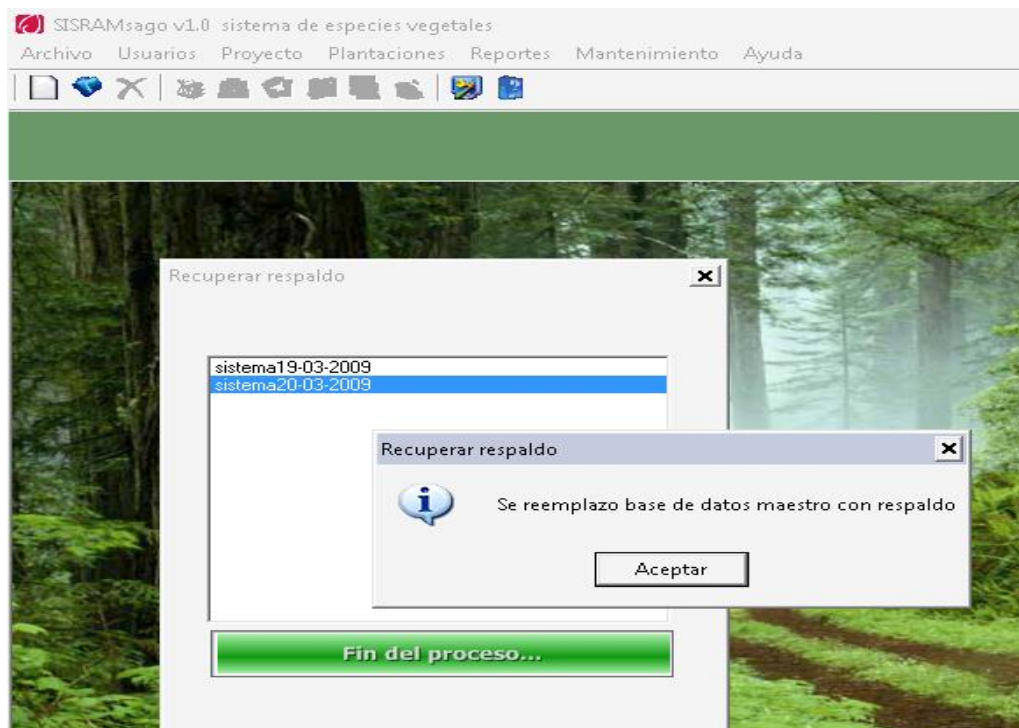 SISRAMsago v1.0 sistema de especies vegetales
Archivo Usuarios Proyecto Plantaciones Reportes Mantenimiento Ayuda
Recuperar respaldo
sistema19-03-2009
sistema20-03-2009
Recuperar respaldo
Se reemplazo base de datos maestro con respaldo
Aceptar
Fin del proceso...